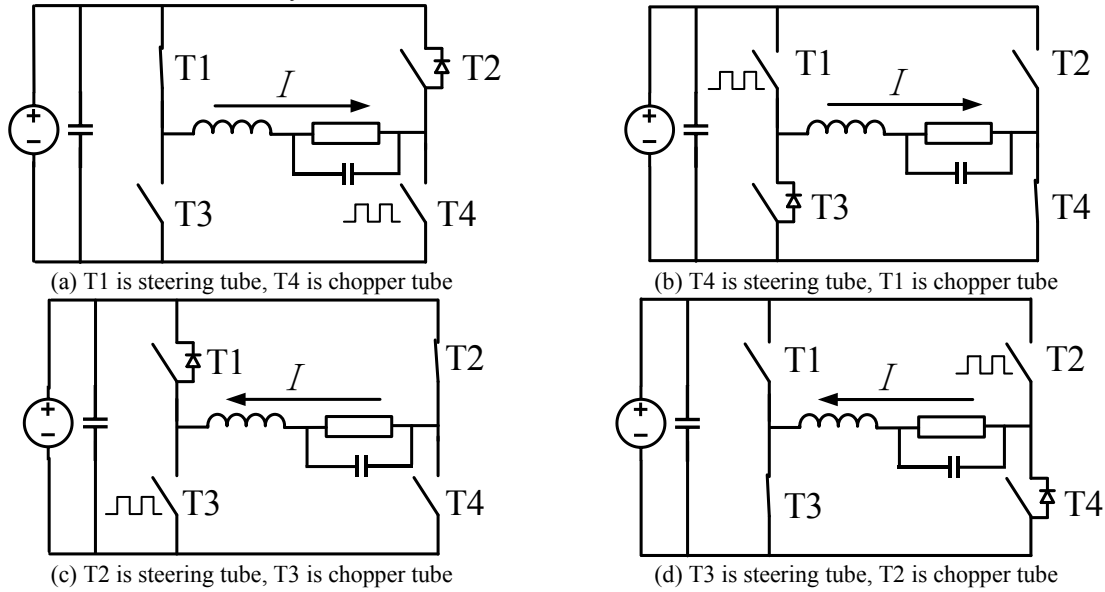 T1
T2
I
T3
T4
(a) T1 is steering tube, T4 is chopper tube
T1
T2
I
T3
T4
(b) T4 is steering tube, T1 is chopper tube
T1
T2
I
T3
T4
(c) T2 is steering tube, T3 is chopper tube
T1
T2
I
T3
T4
(d) T3 is steering tube, T2 is chopper tube